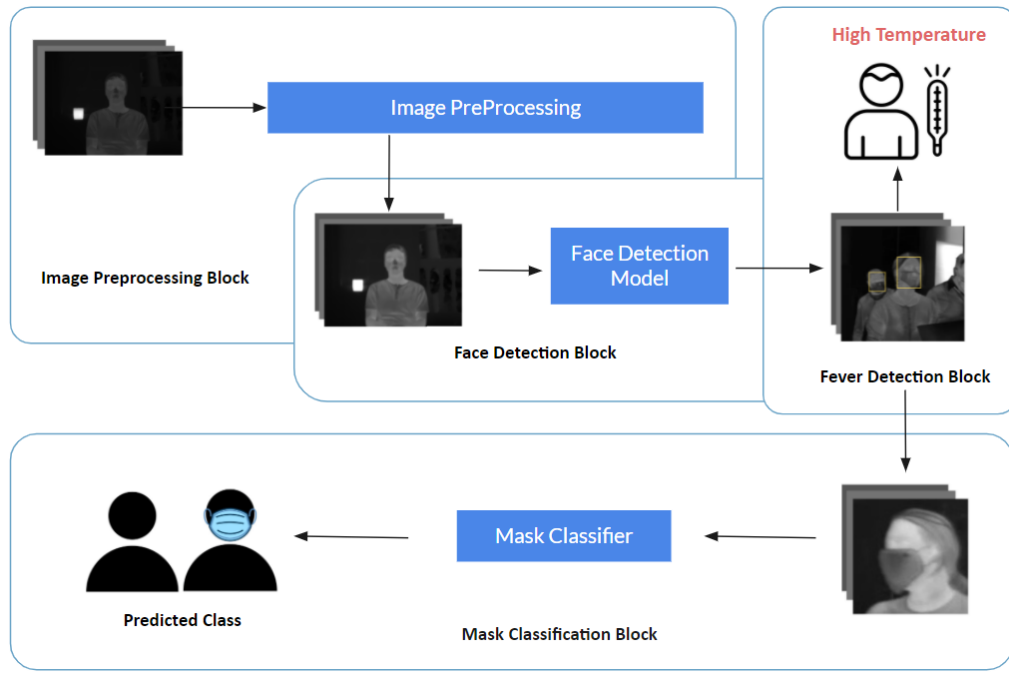 High Temperature
Image PreProcessing
Image Preprocessing Block
Face Detection
Model
Face Detection Block
Fever Detection Block
Mask Classifier
Predicted Class
Mask Classification Block